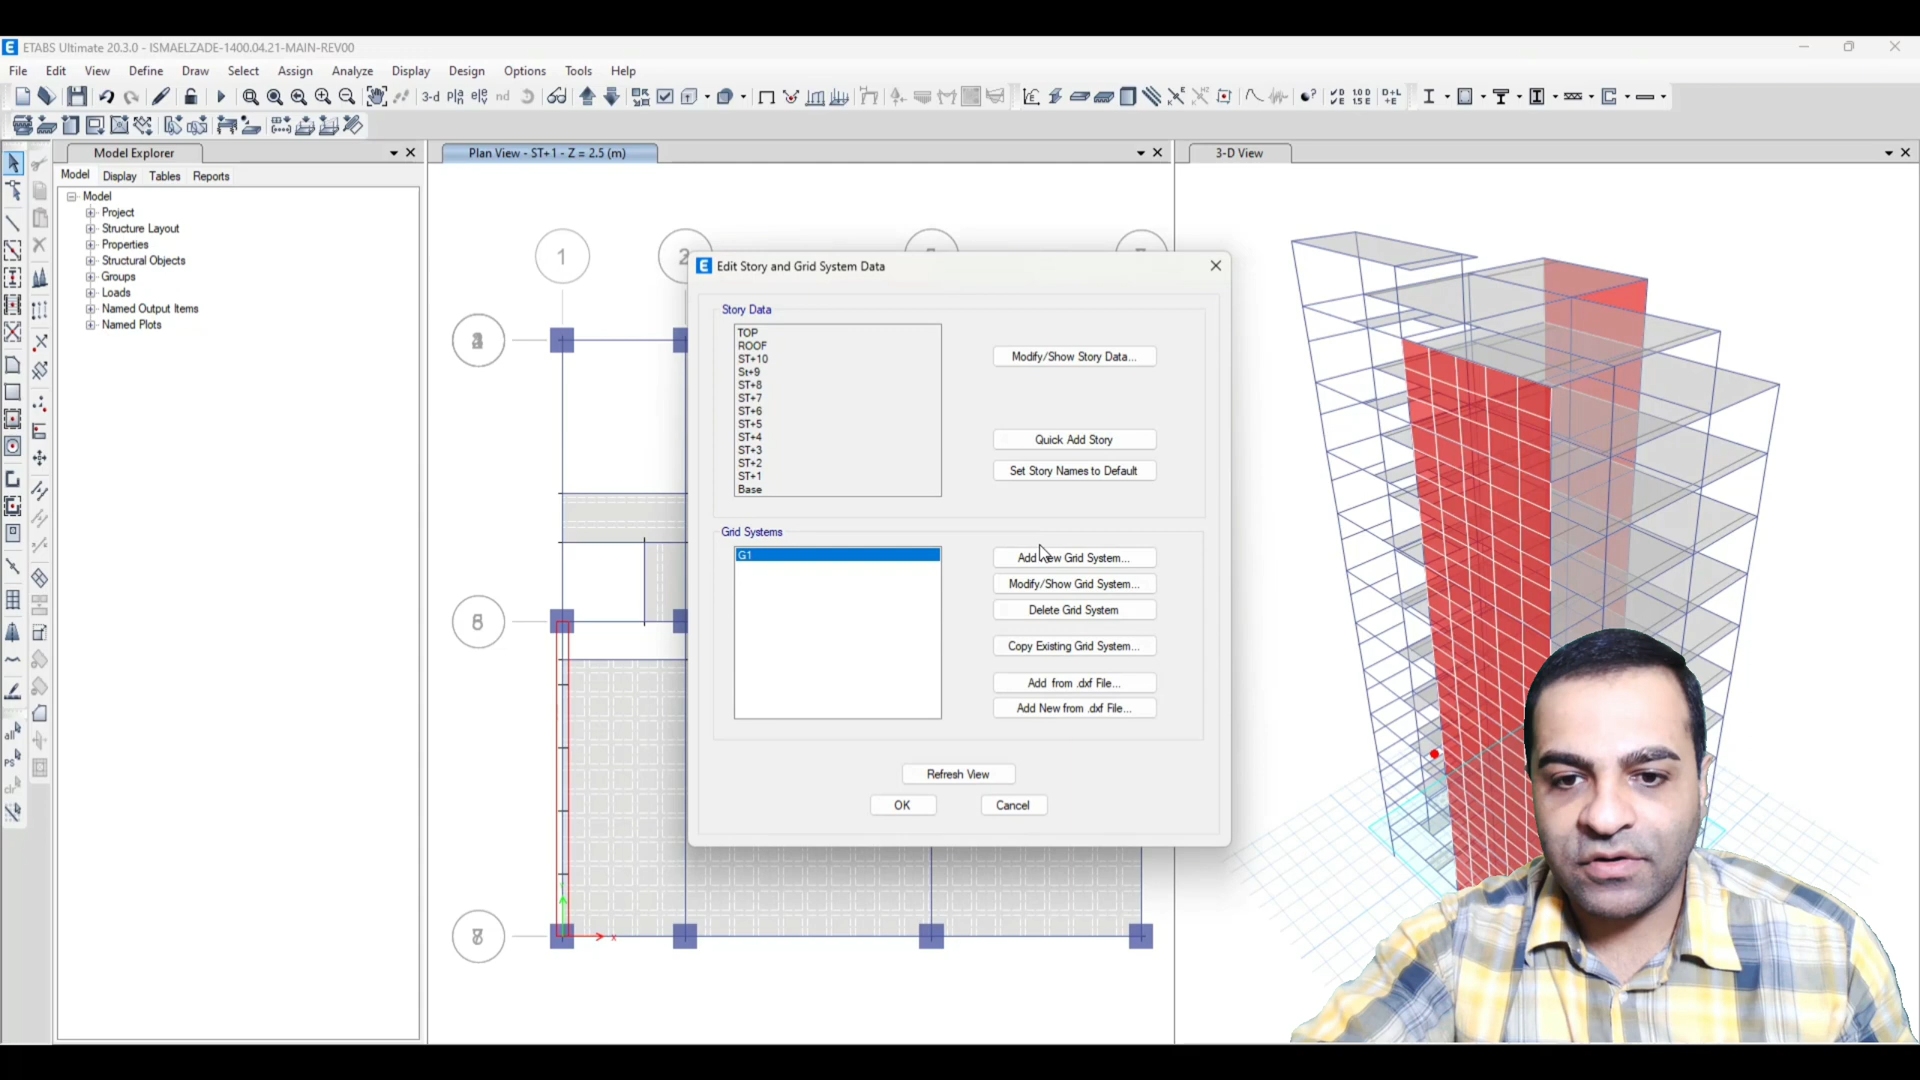 ETABS Ultimate 20.3.0 - ISMAELZADE-1400.04.21-MAIN-REV00
File Edit View Define Draw Select Assign Analyze Display Design Options Tools Help
3-d
nd
Model Explorer
Plan View - ST+1 - Z = 2.5 (m)
3-D View
Model Display Tables Reports
Model
Project
Structure Layout
Properties
Structural Objects
Groups
Loads
Named Output Items
Named Plots
all
PS
clr
1
2
X
Edit Story and Grid System Data
Story Data
TOP
ROOF
ST+10
St+9
ST+8
ST+7
ST+6
ST+5
ST+4
ST+3
ST+2
ST+1
Base
Modify/Show Story Data...
Quick Add Story
Set Story Names to Default
Grid Systems
G1
Add New Grid System...
Modify/Show Grid System...
Delete Grid System
Copy Existing Grid System...
Add from .dxf File...
Add New from .dxf File...
Refresh View
OK
Cancel